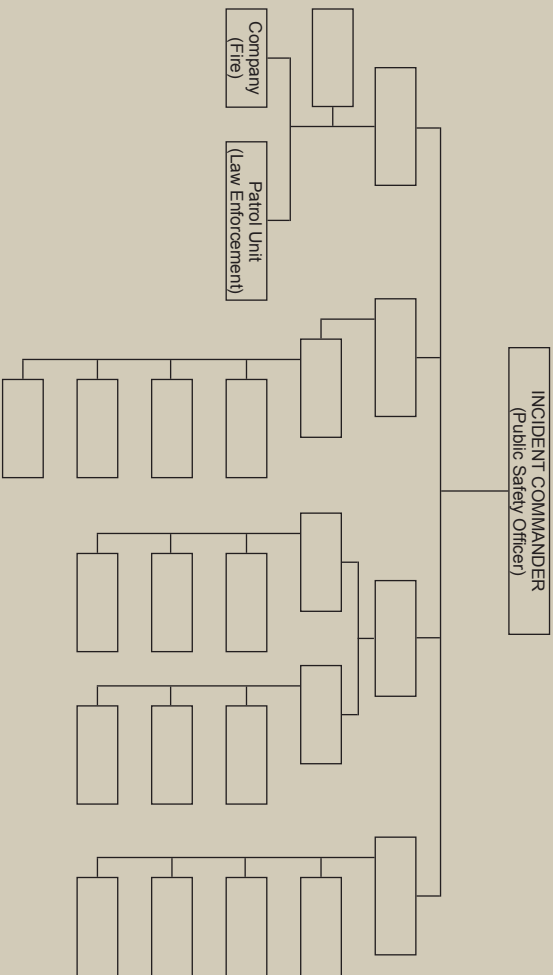 INCIDENT COMMANDER
(Public Safety Officer)
Company
(Fire)
Patrol Unit
(Law Enforcement)